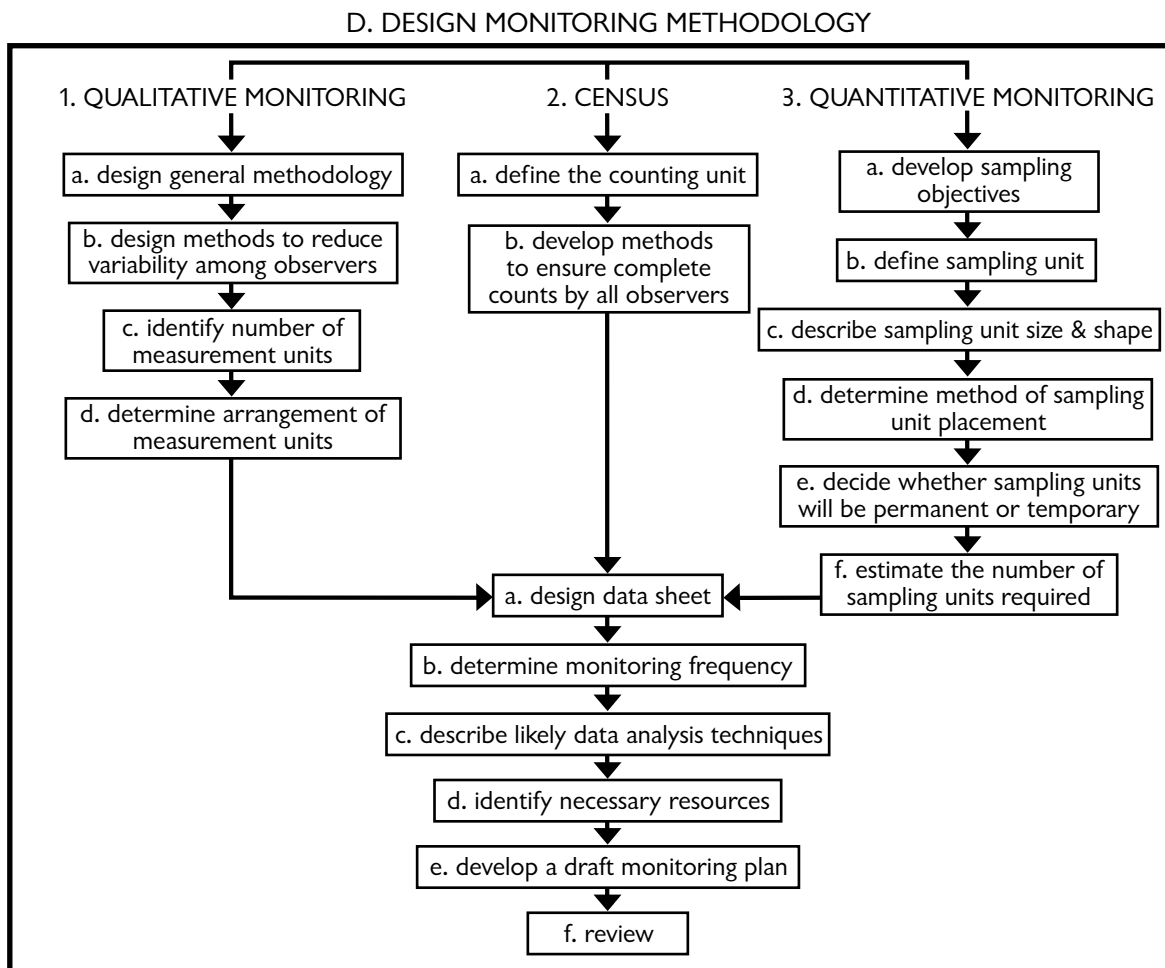 D. DESIGN MONITORING METHODOLOGY
1. QUALITATIVE MONITORING
a. design general methodology
b. design methods to reduce
variability among observers
c. identify number of
measurement units
d. determine arrangement of
measurement units
2. CENSUS
a. define the counting unit
b. develop methods
to ensure complete
counts by all observers
3. QUANTITATIVE MONITORING
a. develop sampling
objectives
b. define sampling unit
c. describe sampling unit size & shape
d. determine method of sampling
unit placement
e. decide whether sampling units
will be permanent or temporary
f. estimate the number of
sampling units required
a. design data sheet
b. determine monitoring frequency
c. describe likely data analysis techniques
d. identify necessary resources
e. develop a draft monitoring plan
f. review